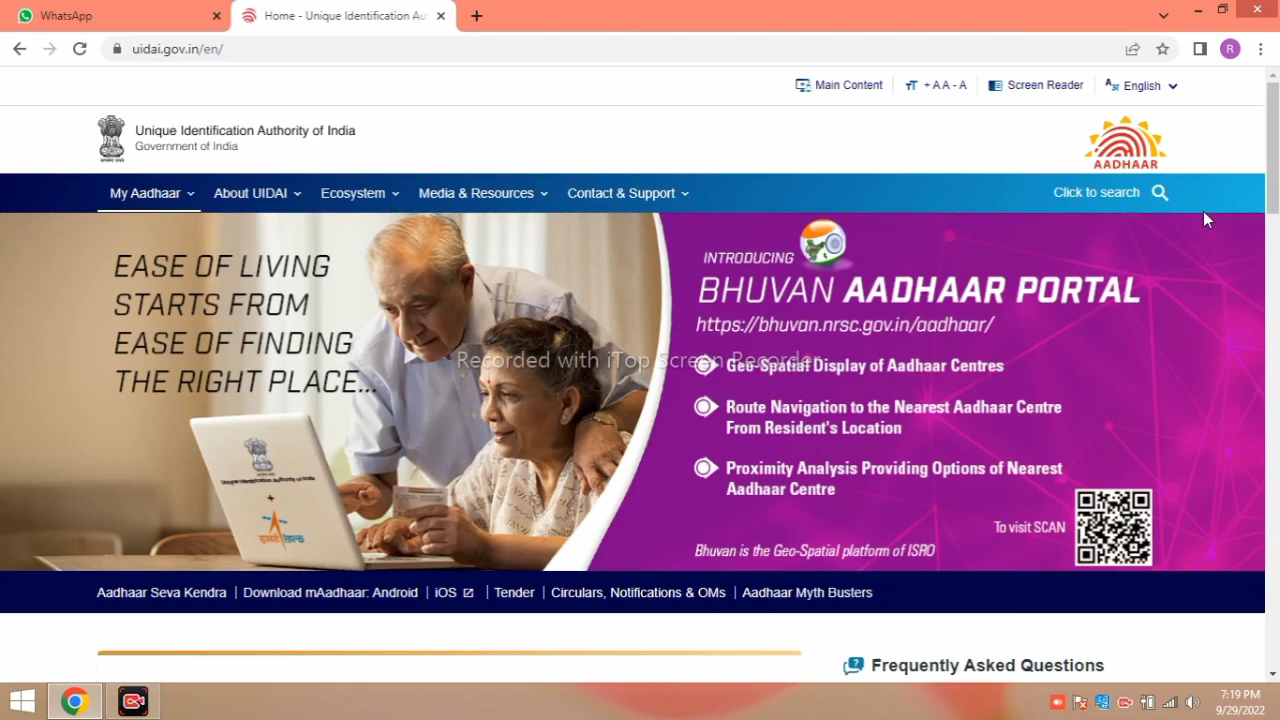 WhatsApp
Home - Unique Identification Au
uidai.gov.in/en/
R
Main Content
+ A A - A
Screen Reader
English
Unique Identification Authority of India
Government of India
AADHAAR
My Aadhaar
About UIDAI
Ecosystem
Media & Resources
Contact & Support
Click to search
EASE OF LIVING
STARTS FROM
EASE OF FINDING
THE RIGHT PLACE...
INTRODUCING
BHUVAN AADHAAR PORTAL
https://bhuvan.nrsc.gov.in/aadhaar/
Recorded with iTop Screen Recorder
Geo-Spatial Display of Aadhaar Centres
Route Navigation to the Nearest Aadhaar Centre
From Resident's Location
Proximity Analysis Providing Options of Nearest
Aadhaar Centre
To visit SCAN
Bhuvan is the Geo-Spatial platform of ISRO
Unique Identification Authority of India
+
Aadhaar Seva Kendra
Download mAadhaar: Android
iOS
Tender
Circulars, Notifications & OMs
Aadhaar Myth Busters
Frequently Asked Questions
7:19 PM
9/29/2022